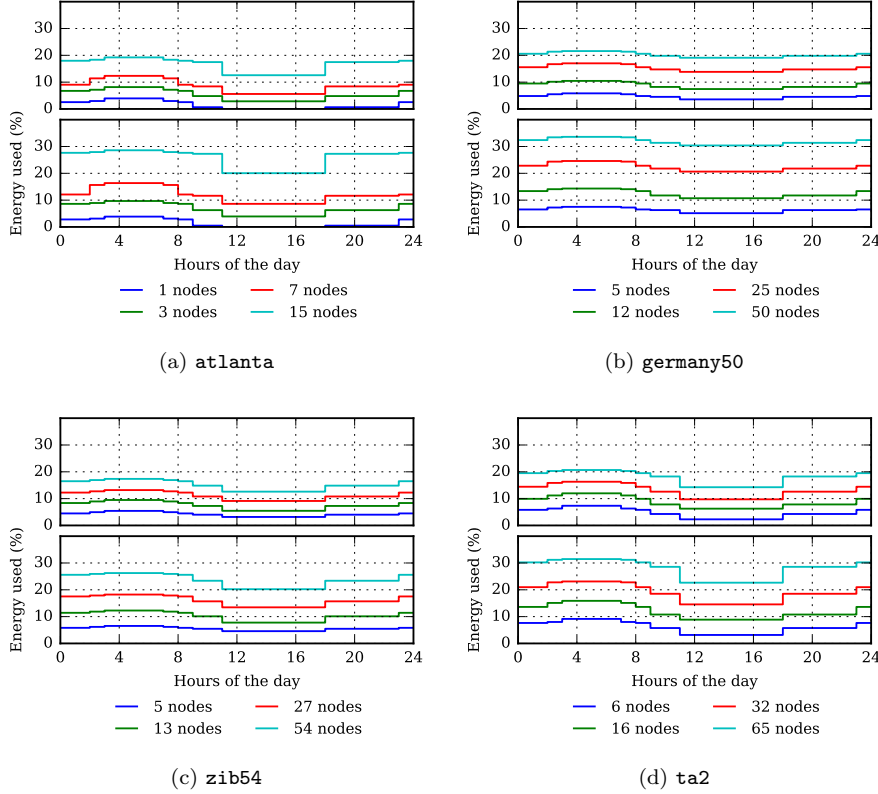 30
20
10
0
30
20
10
0
Energy used (%)
0 4 8 12 16 20 24
Hours of the day
1 nodes 7 nodes
3 nodes 15 nodes
(a) atlanta
30
20
10
0
30
20
10
0
Energy used (%)
0 4 8 12 16 20 24
Hours of the day
5 nodes 25 nodes
12 nodes 50 nodes
(b) germany50
30
20
10
0
30
20
10
0
Energy used (%)
0 4 8 12 16 20 24
Hours of the day
5 nodes 27 nodes
13 nodes 54 nodes
(c) zib54
30
20
10
0
30
20
10
0
Energy used (%)
0 4 8 12 16 20 24
Hours of the day
6 nodes 32 nodes
16 nodes 65 nodes
(d) ta2